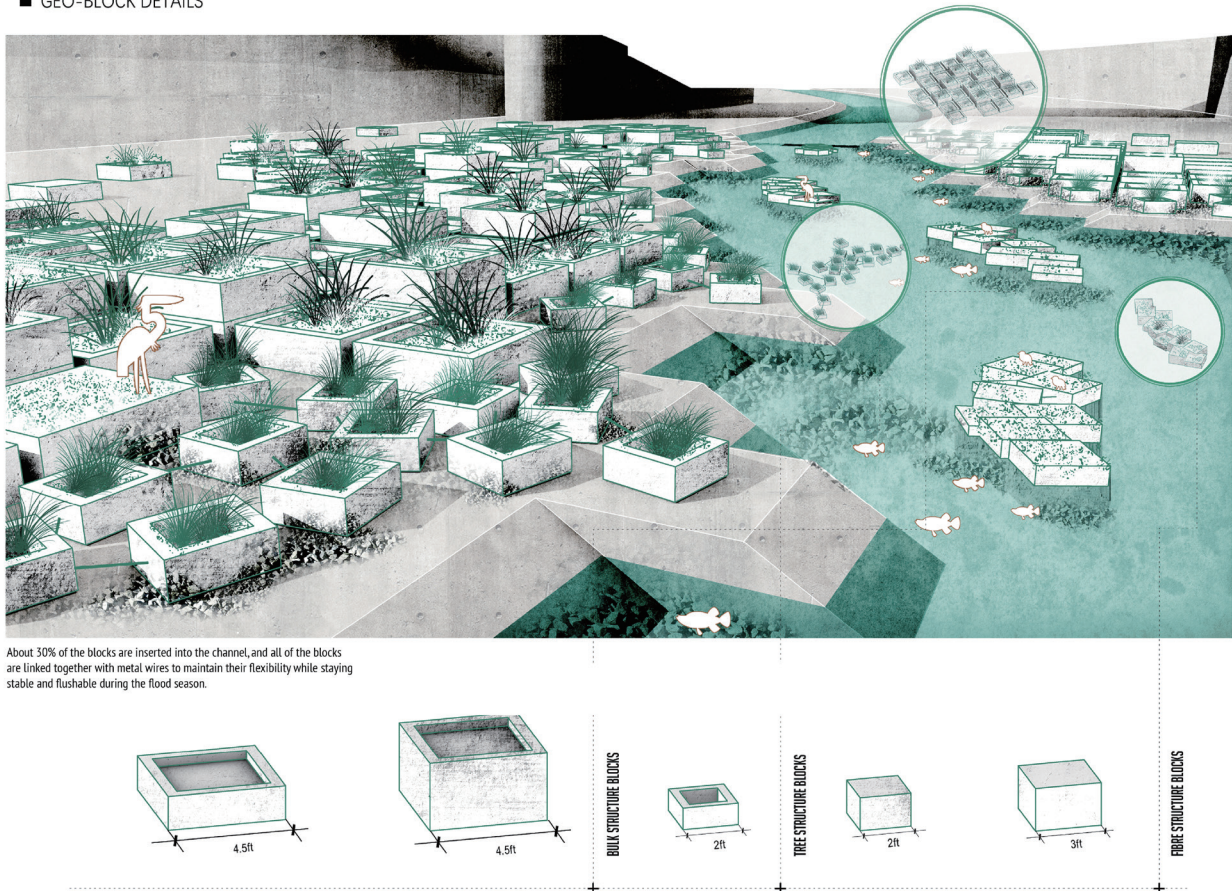 GEO-BLOCK DETAILS
About 30% of the blocks are inserted into the channel, and all of the blocks
are linked together with metal wires to maintain their flexibility while staying
stable and flushable during the flood season.
4.5ft
4.5ft
BULK STRUCTURE BLOCKS
2ft
TREE STRUCTURE BLOCKS
2ft
3ft
FIBRE STRUCTURE BLOCKS